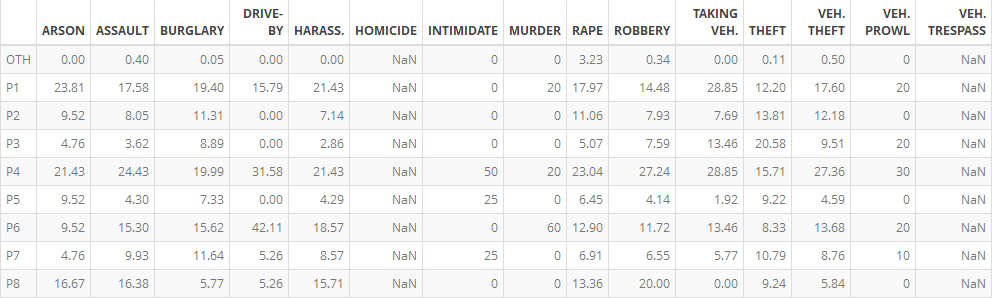 ARSON ASSAULT BURGLARY DRIVE-BY HARASS. HOMICIDE INTIMIDATE MURDER RAPE ROBBERY TAKING VEH. THEFT VEH. THEFT VEH. PROWL VEH. TRESPASS
OTH 0.00 0.40 0.05 0.00 0.00 NaN 0 0 3.23 0.34 0.00 0.11 0.50 0 NaN
P1 23.81 17.58 19.40 15.79 21.43 NaN 0 20 17.97 14.48 28.85 12.20 17.60 20 NaN
P2 9.52 8.05 11.31 0.00 7.14 NaN 0 0 11.06 7.93 7.69 13.81 12.18 0 NaN
P3 4.76 3.62 8.89 0.00 2.86 NaN 0 0 5.07 7.59 13.46 20.58 9.51 20 NaN
P4 21.43 24.43 19.99 31.58 21.43 NaN 50 20 23.04 27.24 28.85 15.71 27.36 30 NaN
P5 9.52 4.30 7.33 0.00 4.29 NaN 25 0 6.45 4.14 1.92 9.22 4.59 0 NaN
P6 9.52 15.30 15.62 42.11 18.57 NaN 0 60 12.90 11.72 13.46 8.33 13.68 20 NaN
P7 4.76 9.93 11.64 5.26 8.57 NaN 25 0 6.91 6.55 5.77 10.79 8.76 10 NaN
P8 16.67 16.38 5.77 5.26 15.71 NaN 0 0 13.36 20.00 0.00 9.24 5.84 0 NaN